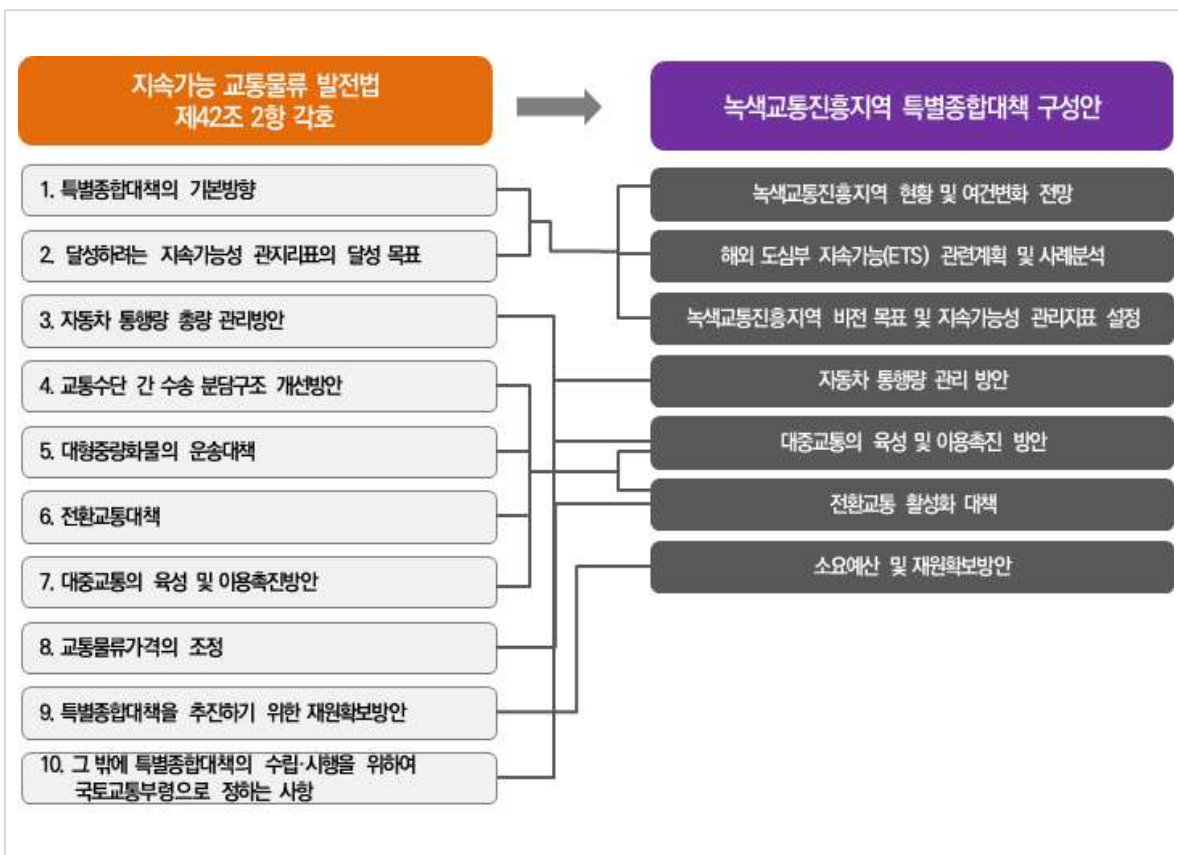 지속가능 교통물류 발전법
제42조 2항 각호
녹색교통진흥지역 특별종합대책 구성안
1. 특별종합대책의 기본방향
2. 달성하려는 지속가능성 관지리표의 달성 목표
3. 자동차 통행량 총량 관리방안
4. 교통수단 간 수송 분담구조 개선방안
5. 대형중량화물의 운송대책
6. 전환교통대책
7. 대중교통의 육성 및 이용촉진방안
8. 교통물류가격의 조정
9. 특별종합대책을 추진하기 위한 재원확보방안
10. 그 밖에 특별종합대책의 수립·시행을 위하여
국토교통부령으로 정하는 사항
녹색교통진흥지역 현황 및 여건변화 전망
해외 도심부 지속가능(ETS) 관련계획 및 사례분석
녹색교통진흥지역 비전 목표 및 지속가능성 관리지표 설정
자동차 통행량 관리 방안
대중교통의 육성 및 이용촉진 방안
전환교통 활성화 대책
소요예산 및 재원확보방안